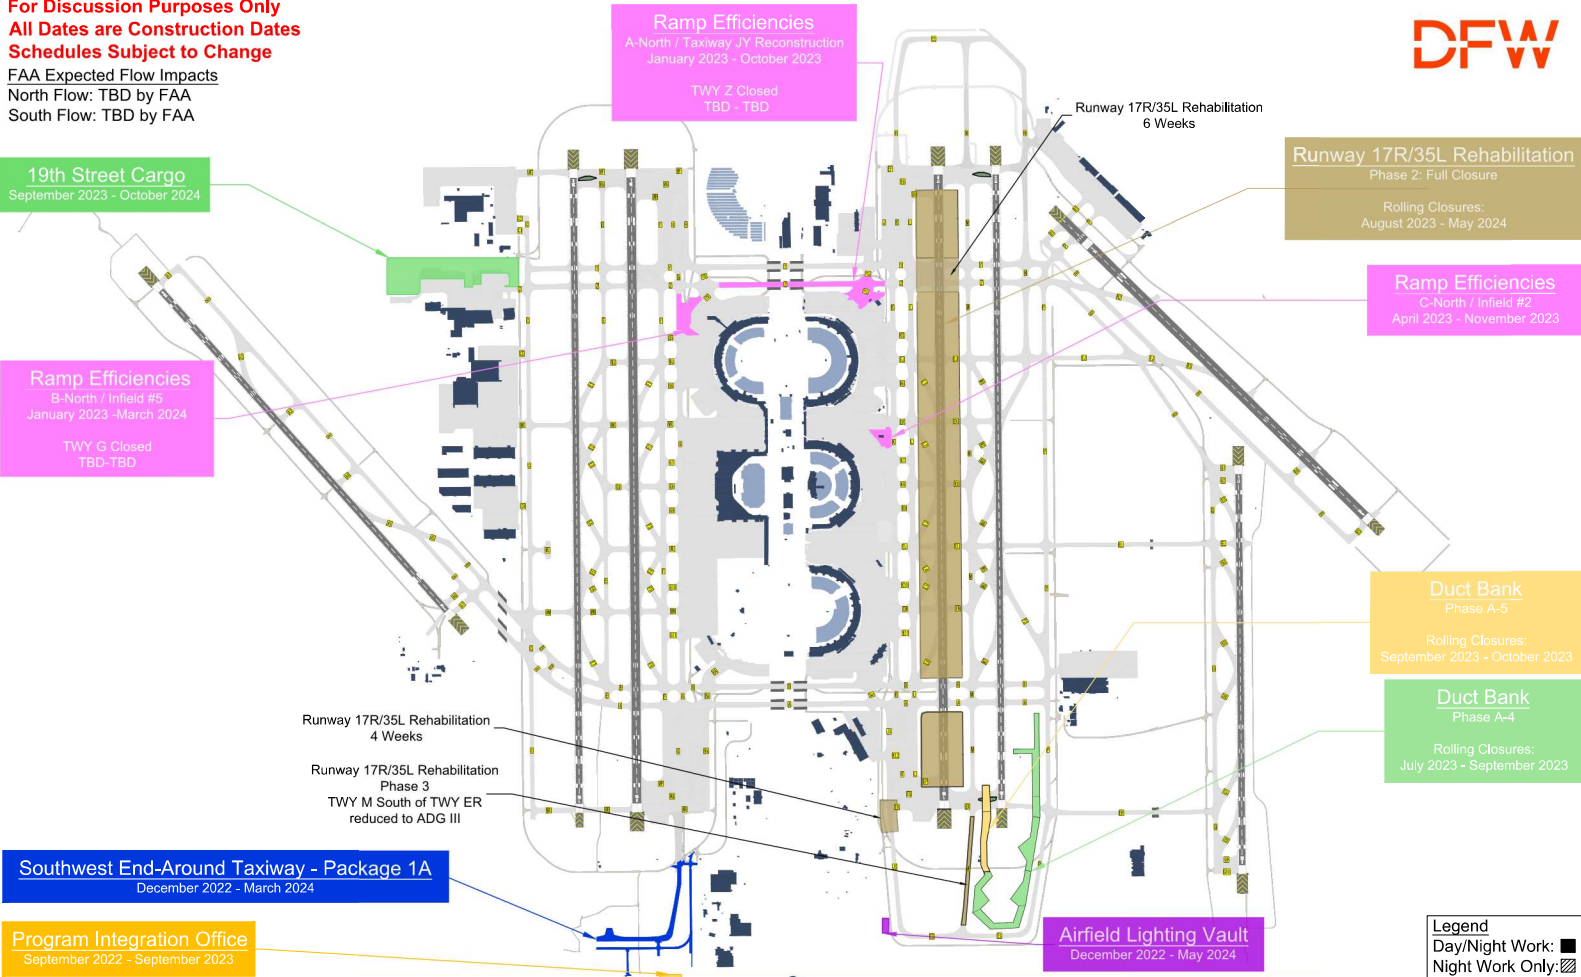 For Discussion Purposes Only
All Dates are Construction Dates
Schedules Subject to Change
FAA Expected Flow Impacts
North Flow: TBD by FAA
South Flow: TBD by FAA
Ramp Efficiencies
A-North / Taxiway JY Reconstruction
January 2023 - October 2023
TWY Z Closed
TBD - TBD
DFW
Runway 17R/35L Rehabilitation
6 Weeks
Runway 17R/35L Rehabilitation
Phase 2: Full Closure
Rolling Closures:
August 2023 - May 2024
19th Street Cargo
September 2023 - October 2024
Ramp Efficiencies
C-North / Infield #2
April 2023 - November 2023
Ramp Efficiencies
B-North / Infield #5
January 2023 -March 2024
TWY G Closed
TBD-TBD
Duct Bank
Phase A-5
Rolling Closures:
September 2023 - October 2023
Duct Bank
Phase A-4
Rolling Closures:
July 2023 - September 2023
Runway 17R/35L Rehabilitation
4 Weeks
Runway 17R/35L Rehabilitation
Phase 3
TWY M South of TWY ER
reduced to ADG III
Southwest End-Around Taxiway - Package 1A
December 2022 - March 2024
Program Integration Office
September 2022 - September 2023
Airfield Lighting Vault
December 2022 - May 2024
Legend
Day/Night Work:
Night Work Only: